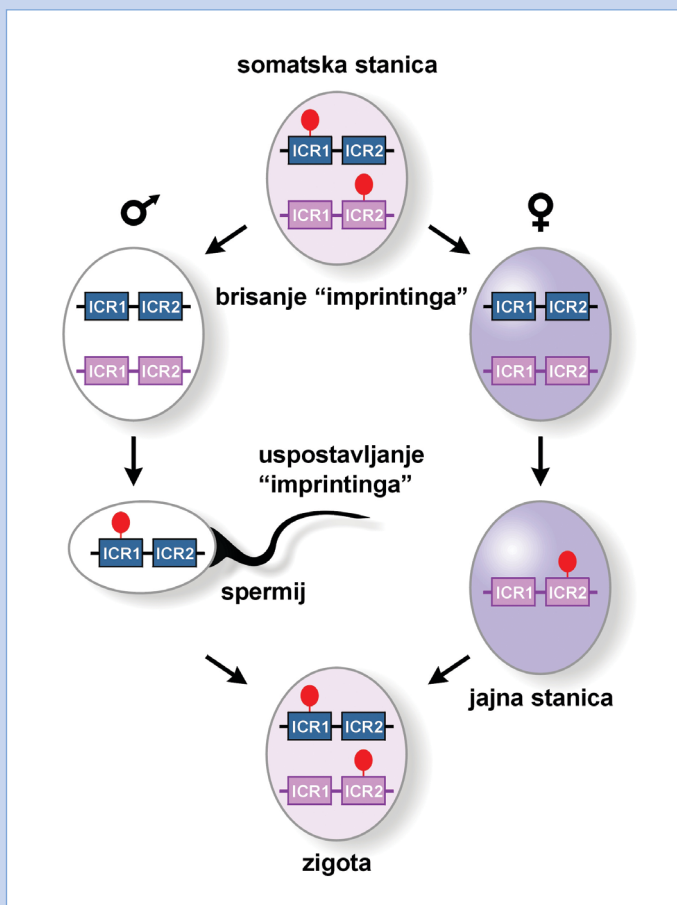 somatska stanica
ICR1 ICR2
ICR1 ICR2
brisanje “imprintinga”
ICR1 ICR2
ICR1 ICR2
ICR1 ICR2
ICR1 ICR2
uspostavljanje
“imprintinga”
ICR1 ICR2
spermij
ICR1 ICR2
jajna stanica
ICR1 ICR2
ICR1 ICR2
zigota